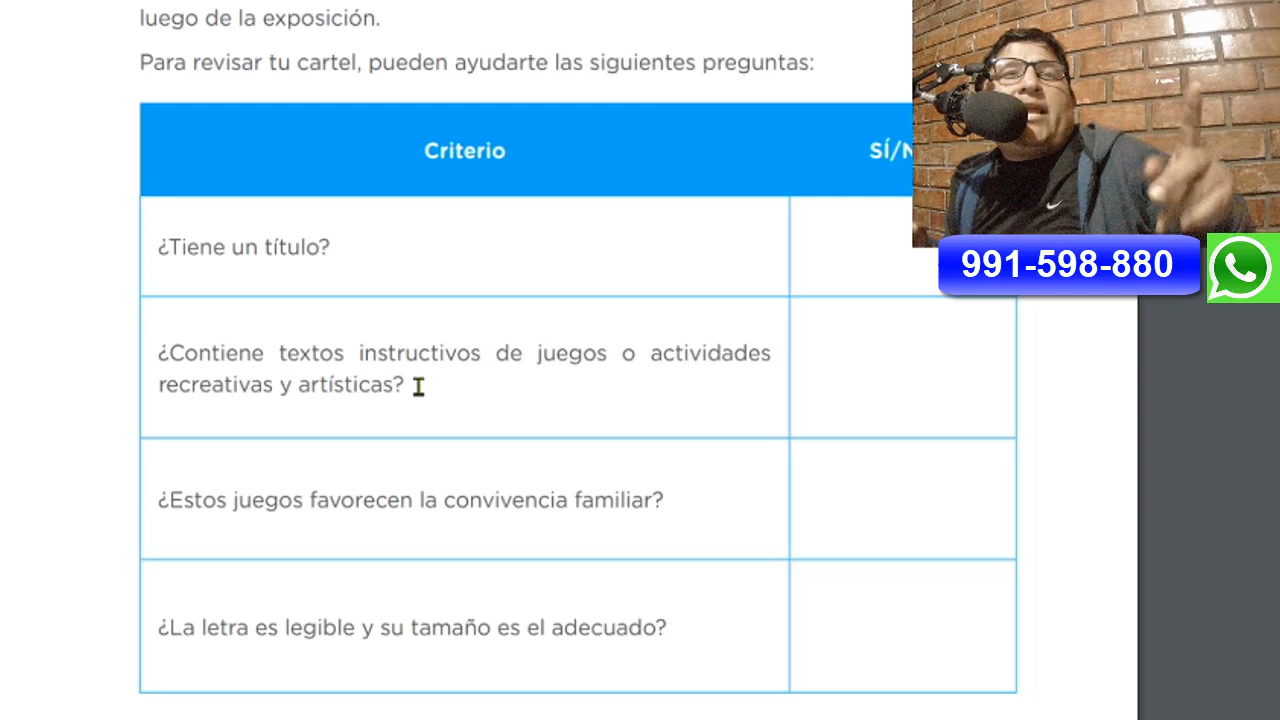 luego de la exposición.
Para revisar tu cartel, pueden ayudarte las siguientes preguntas:
Criterio
SÍ/N
¿Tiene un título?
991-598-880
¿Contiene textos instructivos de juegos o actividades
recreativas y artísticas?
¿Estos juegos favorecen la convivencia familiar?
¿La letra es legible y su tamaño es el adecuado?